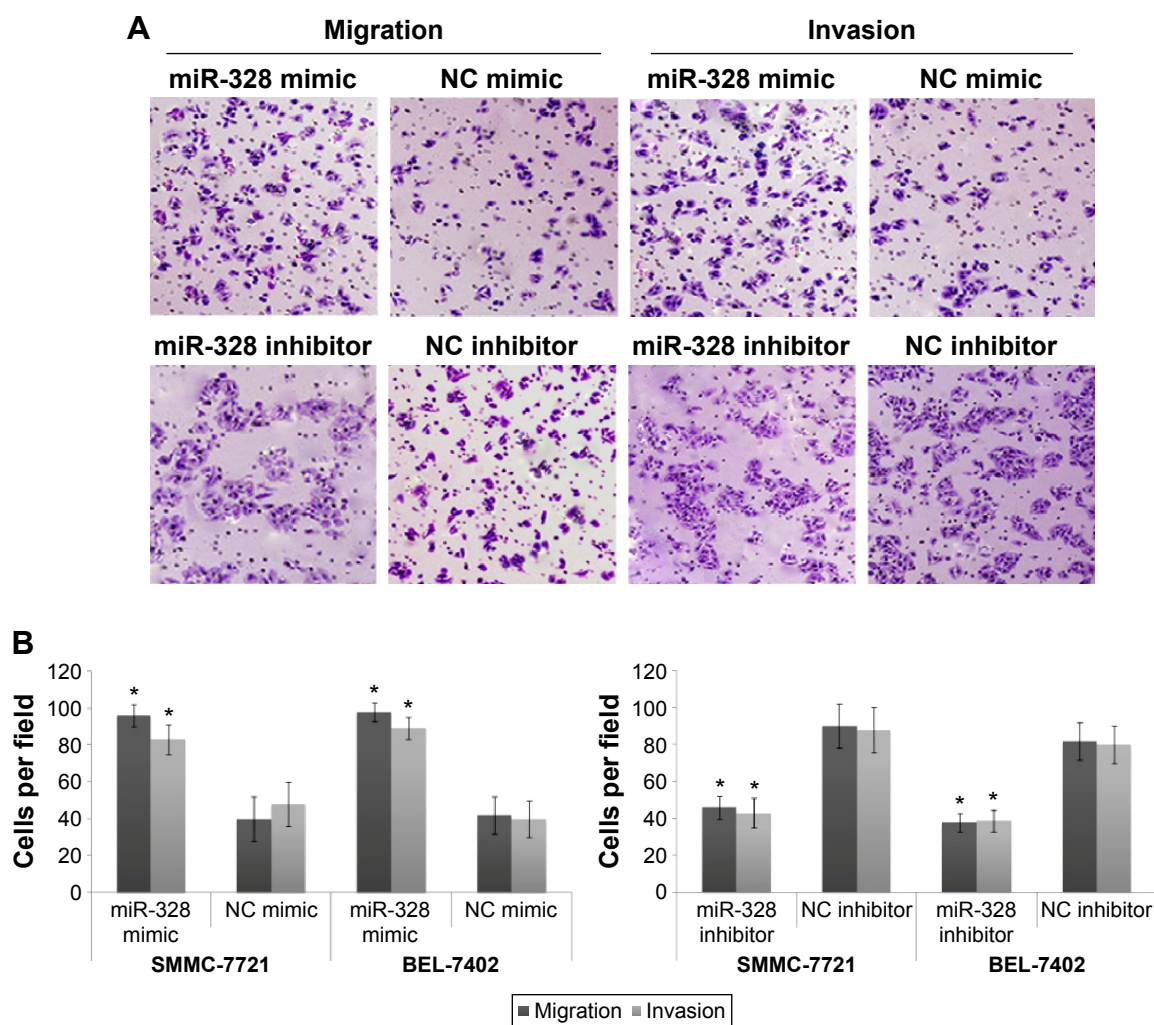 A
Migration Invasion
miR-328 mimic NC mimic miR-328 mimic NC mimic
miR-328 inhibitor NC inhibitor miR-328 inhibitor NC inhibitor
B
Cells per field
120
100
80
60
40
20
0
* * * *
miR-328 mimic NC mimic miR-328 mimic NC mimic
SMMC-7721 BEL-7402
Cells per field
120
100
80
60
40
20
0
* * * *
miR-328 inhibitor NC inhibitor miR-328 inhibitor NC inhibitor
SMMC-7721 BEL-7402
Migration Invasion